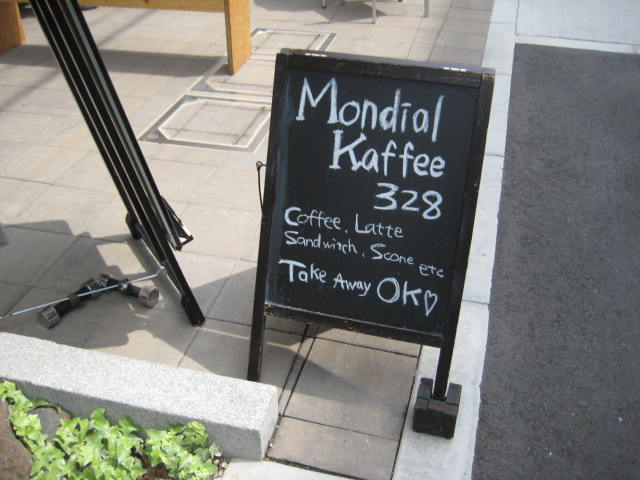 Mondial
Kaffee
328
Coffee, Latte
Sandwich, Scone etc
Take Away OK♡